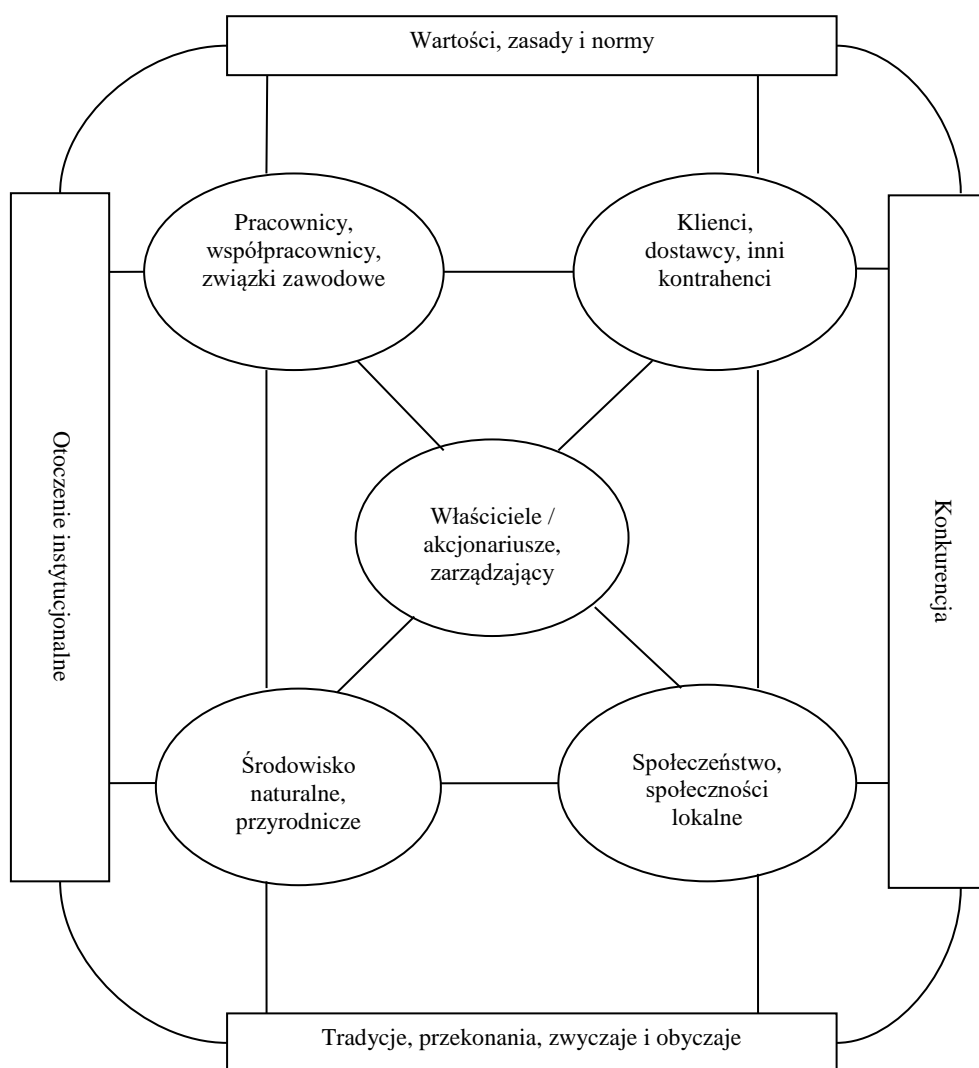 Wartości, zasady i normy
Pracownicy,
współpracownicy,
związki zawodowe
Klienci,
dostawcy, inni
kontrahenci
Otoczenie instytucjonalne
Właściciele /
akcjonariusze,
zarządzający
Konkurencja
Środowisko
naturalne,
przyrodnicze
Społeczeństwo,
społeczności
lokalne
Tradycje, przekonania, zwyczaje i obyczaje